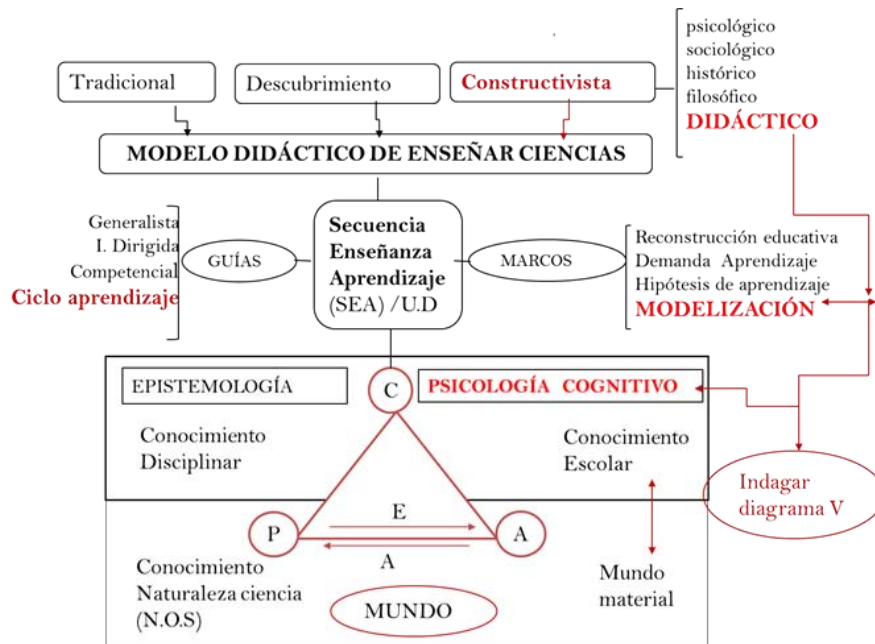 psicológico
sociológico
histórico
filosófico
DIDÁCTICO
Tradicional
Descubrimiento
Constructivista
MODELO DIDÁCTICO DE ENSEÑAR CIENCIAS
Generalista
I. Dirigida
Competencial
Ciclo aprendizaje
GUÍAS
Secuencia
Enseñanza
Aprendizaje
(SEA) /U.D
MARCOS
Reconstrucción educativa
Demanda Aprendizaje
Hipótesis de aprendizaje
MODELIZACIÓN
EPISTEMOLOGÍA
C
PSICOLOGÍA COGNITIVO
Conocimiento
Disciplinar
Conocimiento
Escolar
Indagar
diagrama V
P
E
A
A
Conocimiento
Naturaleza ciencia
(N.O.S)
MUNDO
Mundo
material